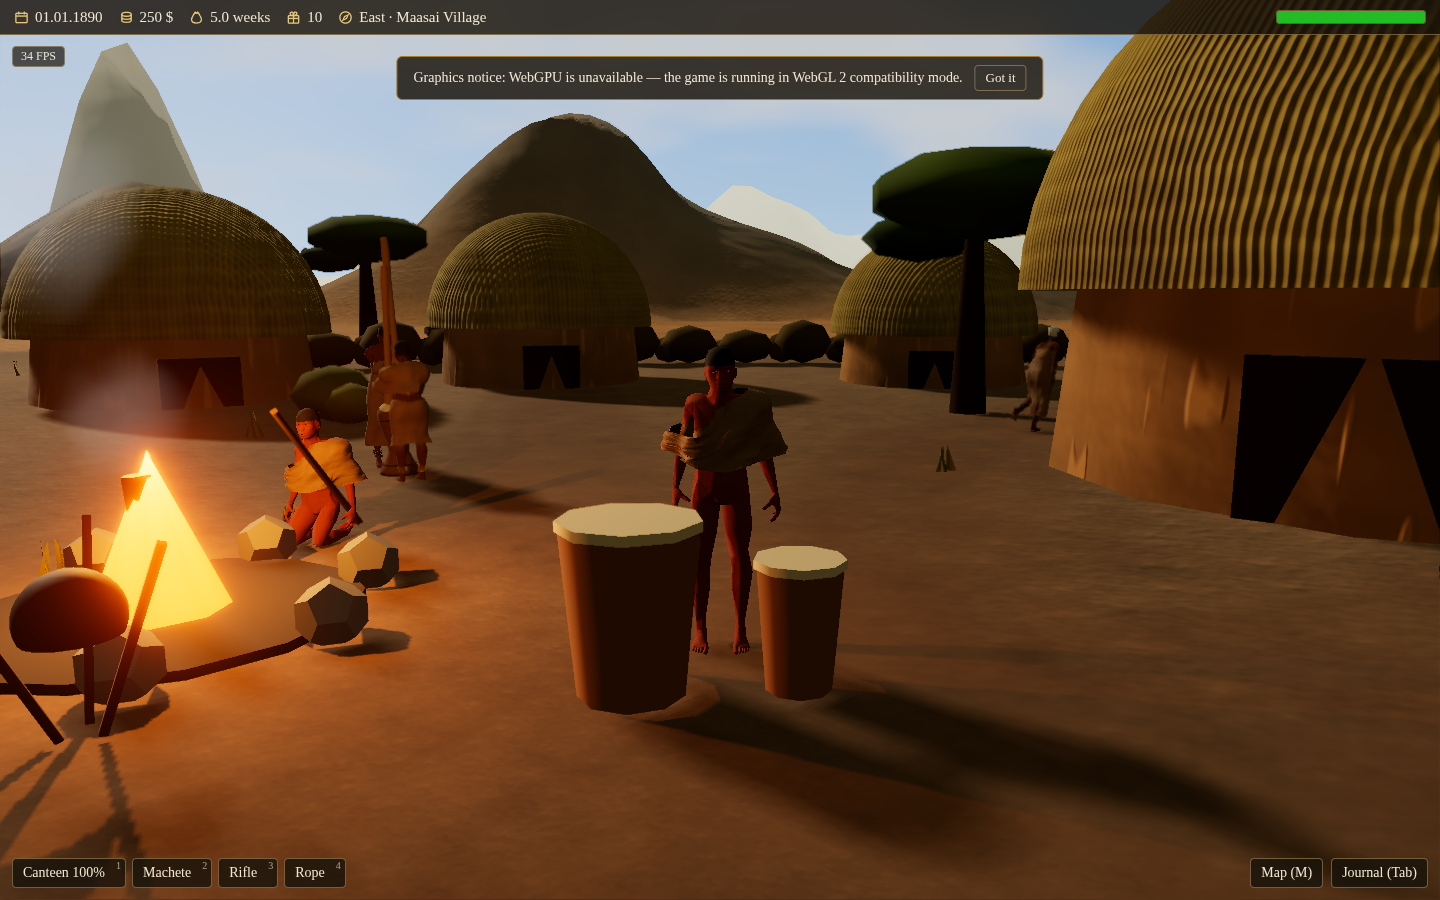 01.01.1890 250 $ 5.0 weeks 10 East · Maasai Village
34 FPS
Graphics notice: WebGPU is unavailable — the game is running in WebGL 2 compatibility mode. Got it
Canteen 100% 1 Machete 2 Rifle 3 Rope 4 Map (M) Journal (Tab)